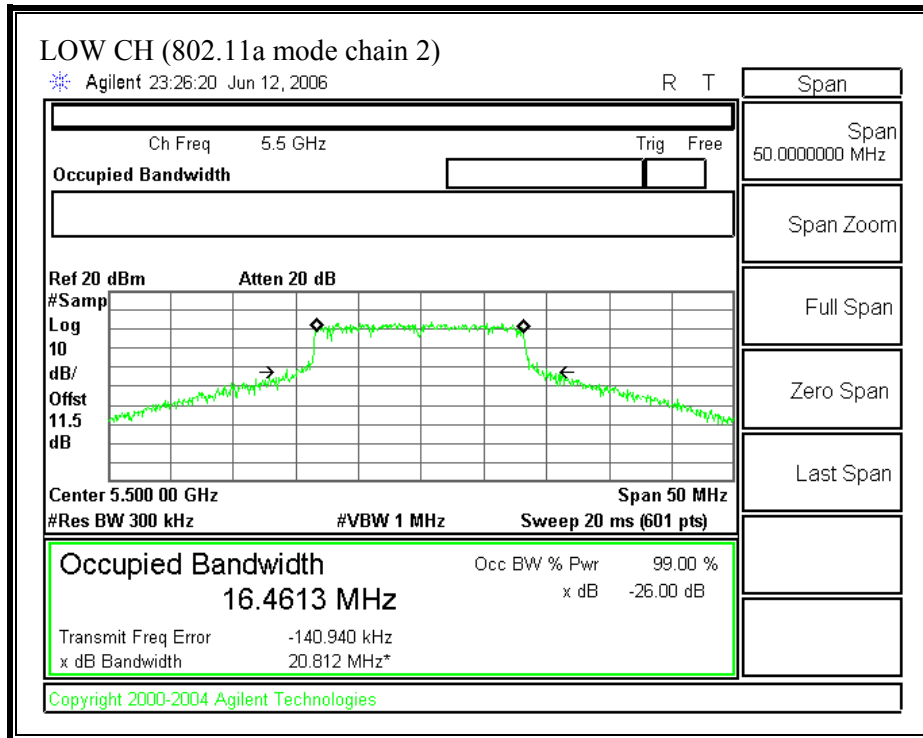 LOW CH (802.11a mode chain 2)
Agilent 23:26:20 Jun 12, 2006 R T
Span
Ch Freq 5.5 GHz Trig Free
Occupied Bandwidth
Span
50.0000000 MHz
Span Zoom
Full Span
Zero Span
Last Span
Ref 20 dBm Atten 20 dB
#Samp
Log
10
dB/
Offst
11.5
dB
Center 5.500 00 GHz Span 50 MHz
#Res BW 300 kHz #VBW 1 MHz Sweep 20 ms (601 pts)
Occupied Bandwidth Occ BW % Pwr 99.00 %
16.4613 MHz x dB -26.00 dB
Transmit Freq Error -140.940 kHz
x dB Bandwidth 20.812 MHz*
Copyright 2000-2004 Agilent Technologies